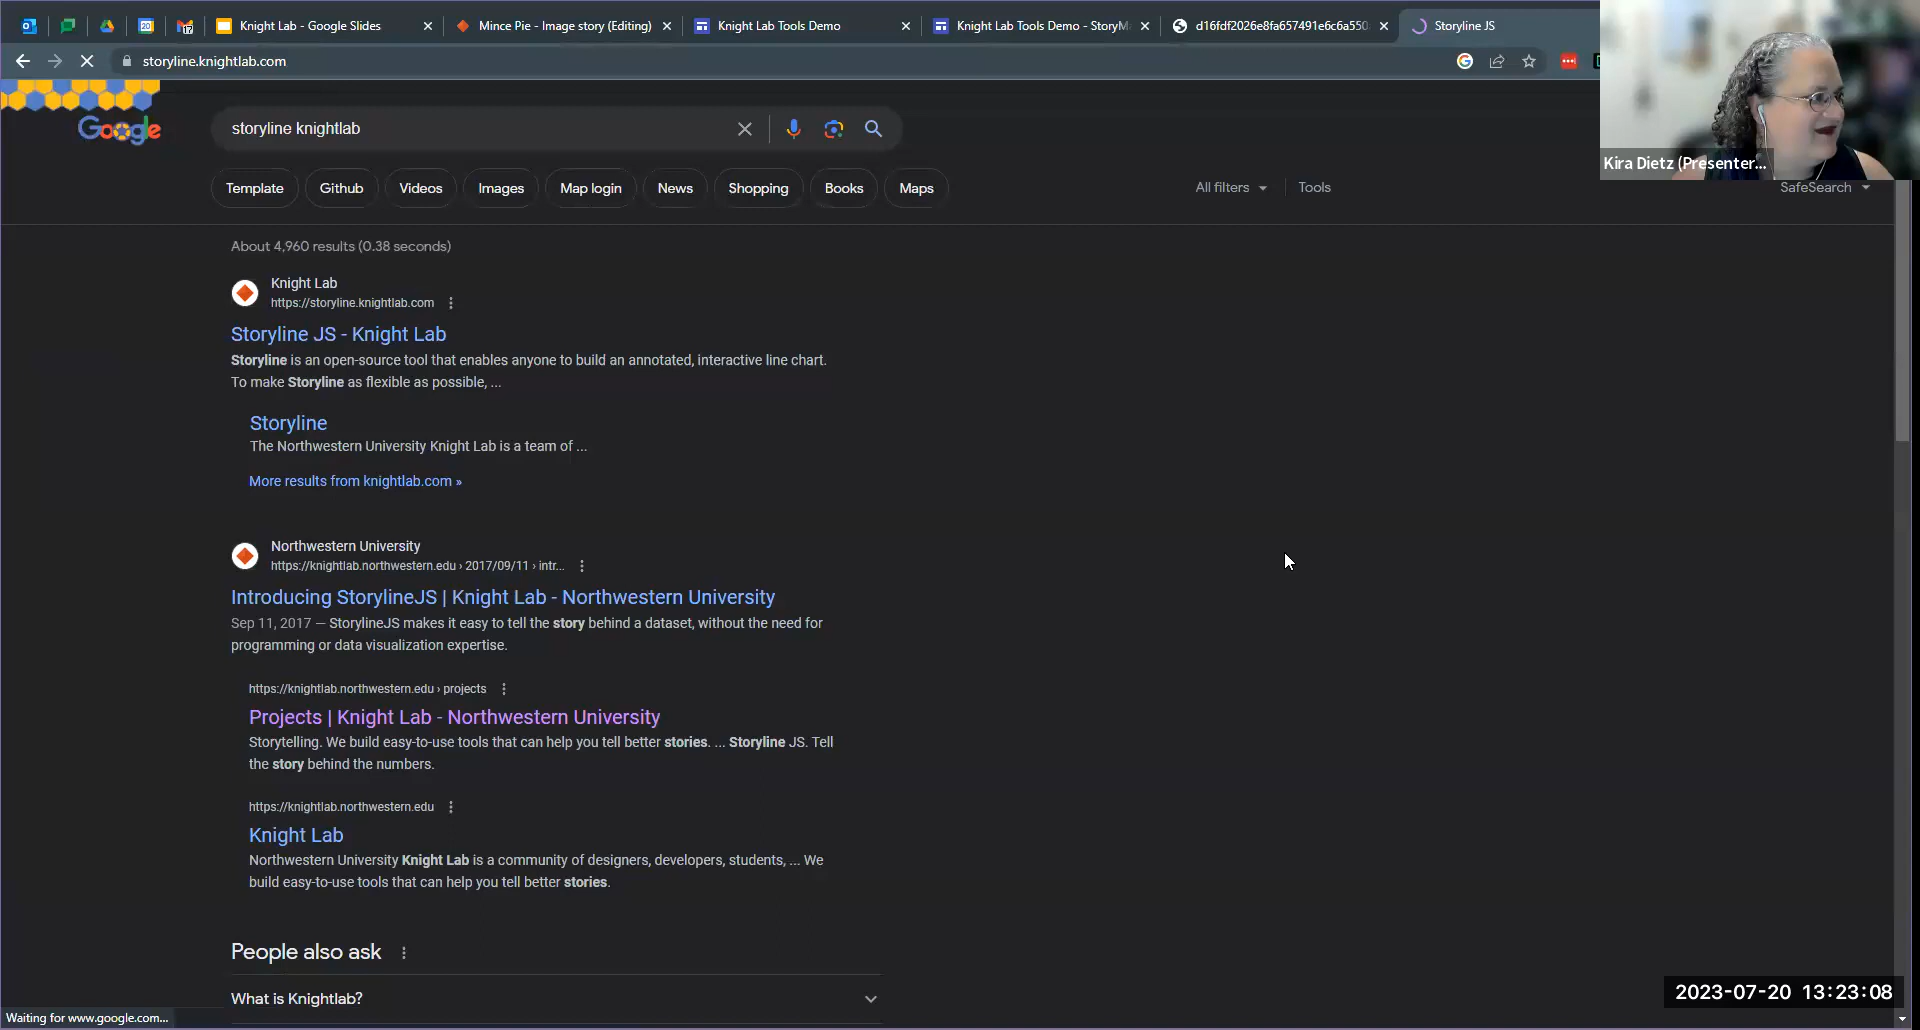 Knight Lab - Google Slides
Mince Pie - Image story (Editing)
Knight Lab Tools Demo
Knight Lab Tools Demo - StoryM
d16fdf2026e8fa657491e6c6a550
Storyline JS
storyline.knightlab.com
Google
storyline knightlab
Kira Dietz (Presenter...
Template
Github
Videos
Images
Map login
News
Shopping
Books
Maps
All filters
Tools
SafeSearch
About 4,960 results (0.38 seconds)
Knight Lab
https://storyline.knightlab.com
Storyline JS - Knight Lab
Storyline is an open-source tool that enables anyone to build an annotated, interactive line chart.
To make Storyline as flexible as possible, ...
Storyline
The Northwestern University Knight Lab is a team of ...
More results from knightlab.com »
Northwestern University
https://knightlab.northwestern.edu › 2017/09/11 › intr...
Introducing StorylineJS | Knight Lab - Northwestern University
Sep 11, 2017 — StorylineJS makes it easy to tell the story behind a dataset, without the need for
programming or data visualization expertise.
https://knightlab.northwestern.edu › projects
Projects | Knight Lab - Northwestern University
Storytelling. We build easy-to-use tools that can help you tell better stories. ... Storyline JS. Tell
the story behind the numbers.
https://knightlab.northwestern.edu
Knight Lab
Northwestern University Knight Lab is a community of designers, developers, students, ... We
build easy-to-use tools that can help you tell better stories.
People also ask
What is Knightlab?
2023-07-20 13:23:08
Waiting for www.google.com...